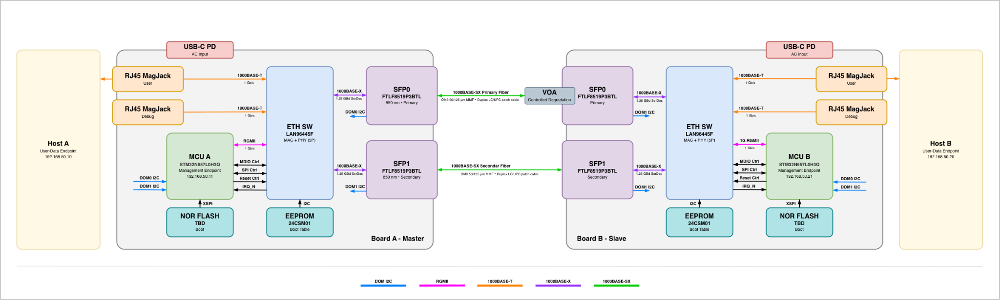 USB-C PD
AC Input
USB-C PD
AC Input
Host A
User-Data Endpoint
192.168.50.10
RJ45 MagJack
User
1000BASE-T
1 Gb/s
RJ45 MagJack
Debug
1000BASE-T
1 Gb/s
MCU A
STM32N657L0H3Q
Management Endpoint
192.168.50.11
DOM0 I2C
DOM1 I2C
RGMII
1 Gb/s
MDIO Ctrl
SPI Ctrl
Reset Ctrl
IRQ_N
XSPI
NOR FLASH
TBD
Boot
ETH SW
LAN96445F
MAC + PHY (5P)
I2C
EEPROM
24CSM01
Boot Table
1000BASE-X
1.25 GBd SerDes
DOM0 I2C
SFP0
FTLF8519P3BTL
850 nm • Primary
1000BASE-X
1.25 GBd SerDes
DOM1 I2C
SFP1
FTLF8519P3BTL
850 nm • Secondary
Board A - Master
1000BASE-SX Primary Fiber
OM3 50/125 µm MMF • Duplex LC/UPC patch cable
VOA
Controlled Degradation
1000BASE-SX Secondar Fiber
OM3 50/125 µm MMF • Duplex LC/UPC patch cable
SFP0
FTLF8519P3BTL
Primary
1000BASE-X
1.25 GBd SerDes
DOM1 I2C
SFP1
FTLF8519P3BTL
Secondary
1000BASE-X
1.25 GBd SerDes
DOM1 I2C
ETH SW
LAN96445F
MAC + PHY (5P)
I2C
EEPROM
24CSM01
Boot Table
1000BASE-T
1 Gb/s
RJ45 MagJack
User
1000BASE-T
1 Gb/s
RJ45 MagJack
Debug
1G RGMII
1 Gb/s
MDIO Ctrl
SPI Ctrl
Reset Ctrl
IRQ_N
MCU B
STM32N657L0H3Q
Management Endpoint
192.168.50.21
DOM0 I2C
DOM1 I2C
XSPI
NOR FLASH
TBD
Boot
Board B - Slave
Host B
User-Data Endpoint
192.168.50.20
DOM I2C
RGMII
1000BASE-T
1000BASE-X
1000BASE-SX